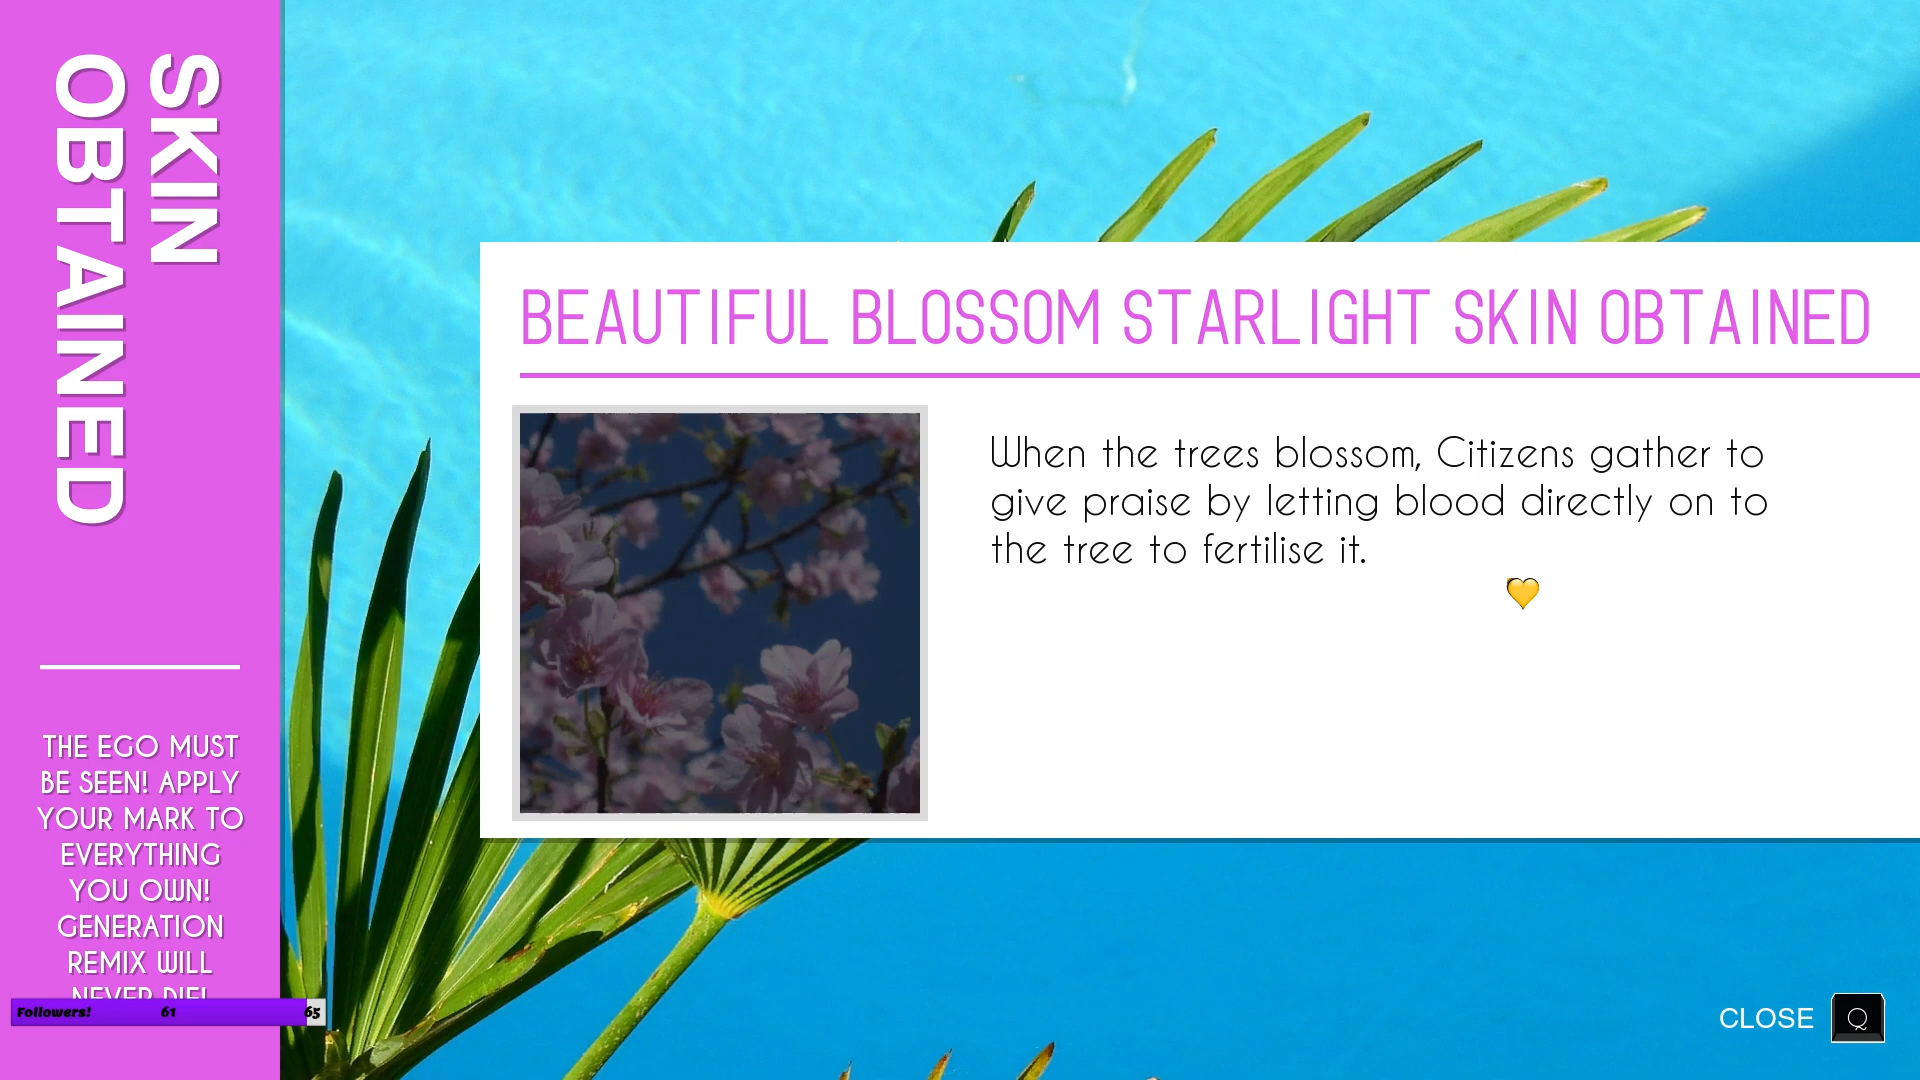 SKIN
OBTAINED
THE EGO MUST
BE SEEN! APPLY
YOUR MARK TO
EVERYTHING
YOU OWN!
GENERATION
REMIX WILL
NEVER DIE!
Followers! 61 65
BEAUTIFUL BLOSSOM STARLIGHT SKIN OBTAINED
When the trees blossom, Citizens gather to
give praise by letting blood directly on to
the tree to fertilise it.
CLOSE Q